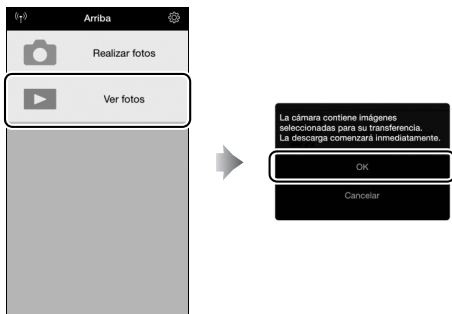 Arriba
Realizar fotos
Ver fotos
La cámara contiene imágenes
seleccionadas para su transferencia.
La descarga comenzará inmediatamente.
OK
Cancelar